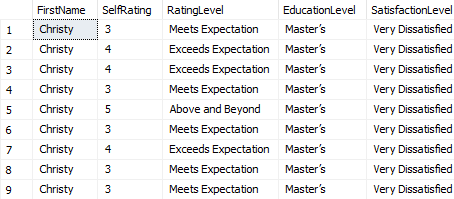 FirstName SelfRating RatingLevel EducationLevel SatisfactionLevel
1 Christy 3 Meets Expectation Master’s Very Dissatisfied
2 Christy 4 Exceeds Expectation Master’s Very Dissatisfied
3 Christy 4 Exceeds Expectation Master’s Very Dissatisfied
4 Christy 3 Meets Expectation Master’s Very Dissatisfied
5 Christy 5 Above and Beyond Master’s Very Dissatisfied
6 Christy 3 Meets Expectation Master’s Very Dissatisfied
7 Christy 4 Exceeds Expectation Master’s Very Dissatisfied
8 Christy 3 Meets Expectation Master’s Very Dissatisfied
9 Christy 3 Meets Expectation Master’s Very Dissatisfied